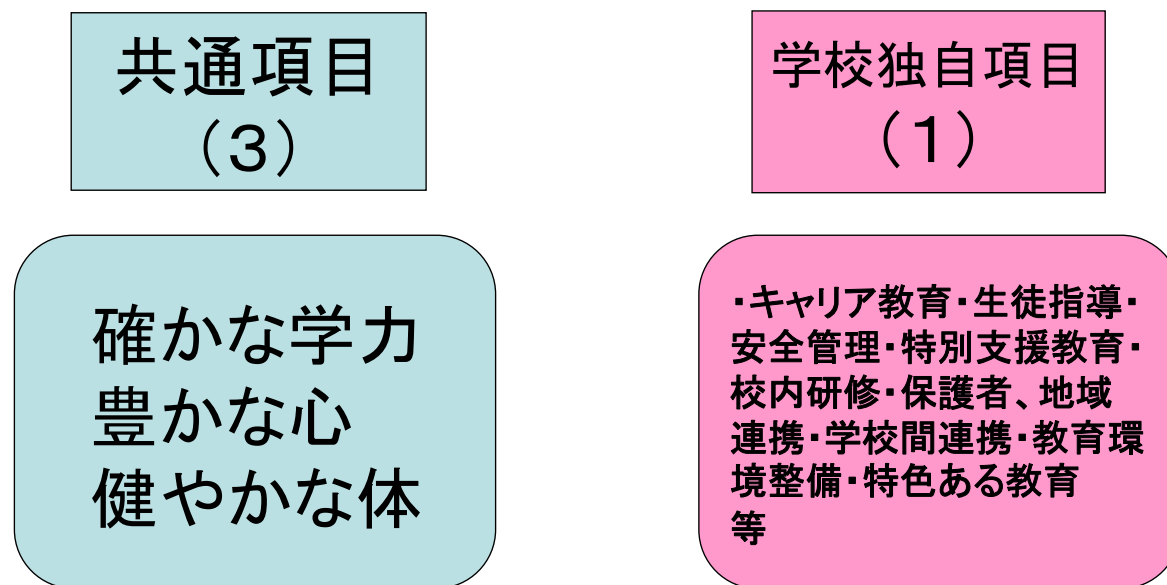 共通項目
（３）
学校独自項目
（１）
確かな学力
豊かな心
健やかな体
・キャリア教育・生徒指導・
安全管理・特別支援教育・
校内研修・保護者、地域
連携・学校間連携・教育環
境整備・特色ある教育
等